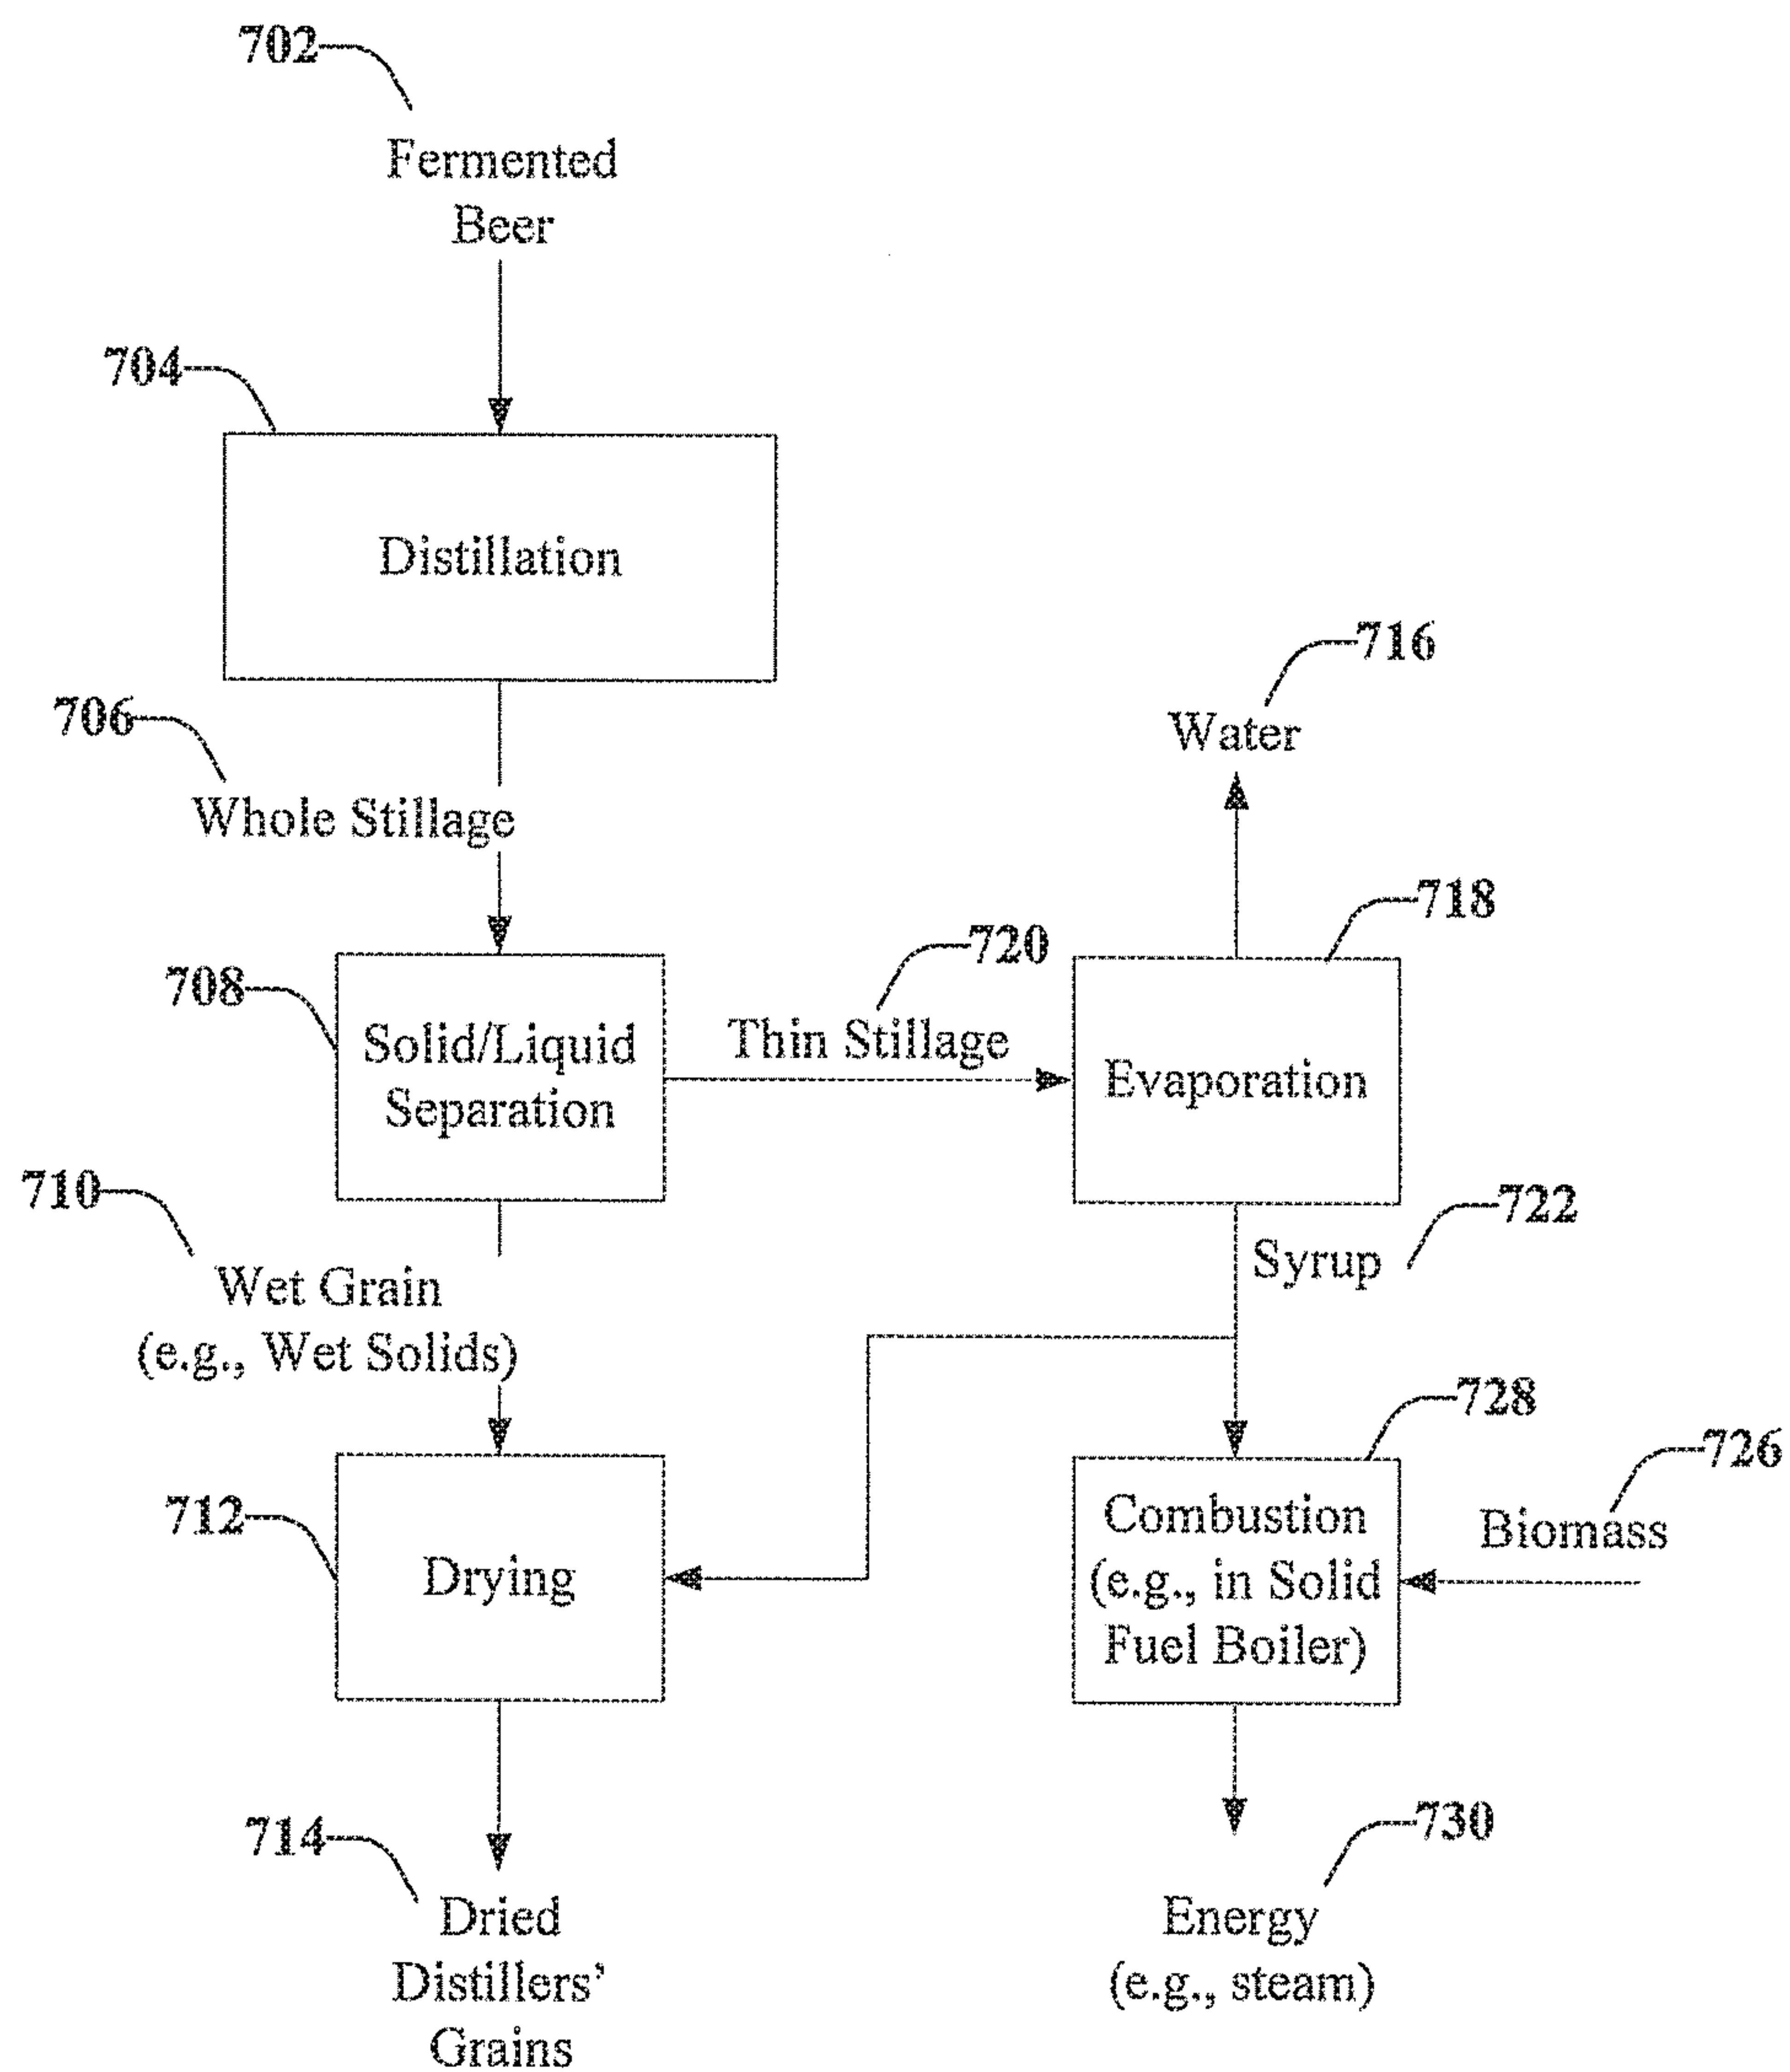 702
Fermented
Beer
704
Distillation
706
Whole Stillage
716
Water
718
720
708
Solid/Liquid
Separation
Thin Stillage
Evaporation
710
Wet Grain
(e.g., Wet Solids)
722
Syrup
712
Drying
728
726
Combustion
(e.g., in Solid
Fuel Boiler)
Biomass
714
Dried
Distillers’
Grains
730
Energy
(e.g., steam)